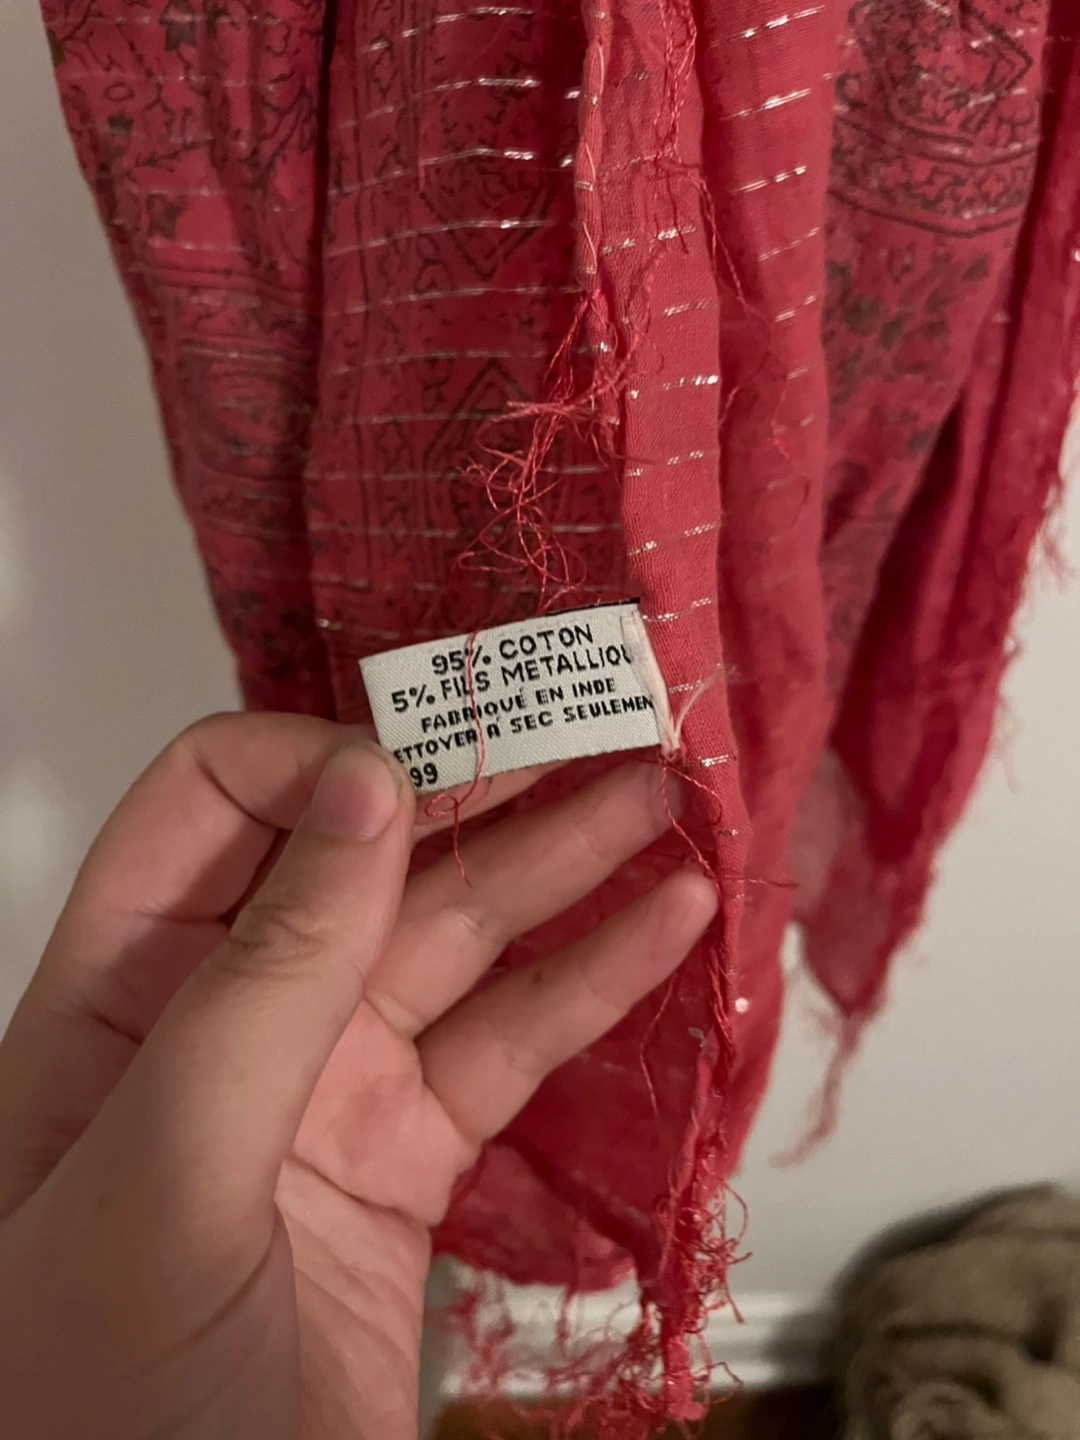 95% COTON
5% FILS METALLIQU
FABRIQUÉ EN INDE
ETTOYER À SEC SEULEMEN
99